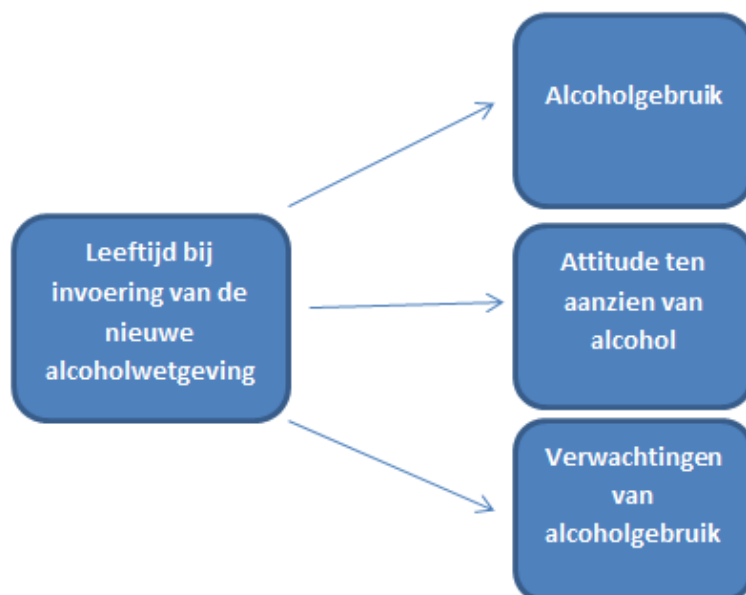 Alcoholgebruik
Leeftijd bij
invoering van de
nieuwe
alcoholwetgeving
Attitude ten
aanzien van
alcohol
Verwachtingen
van
alcoholgebruik